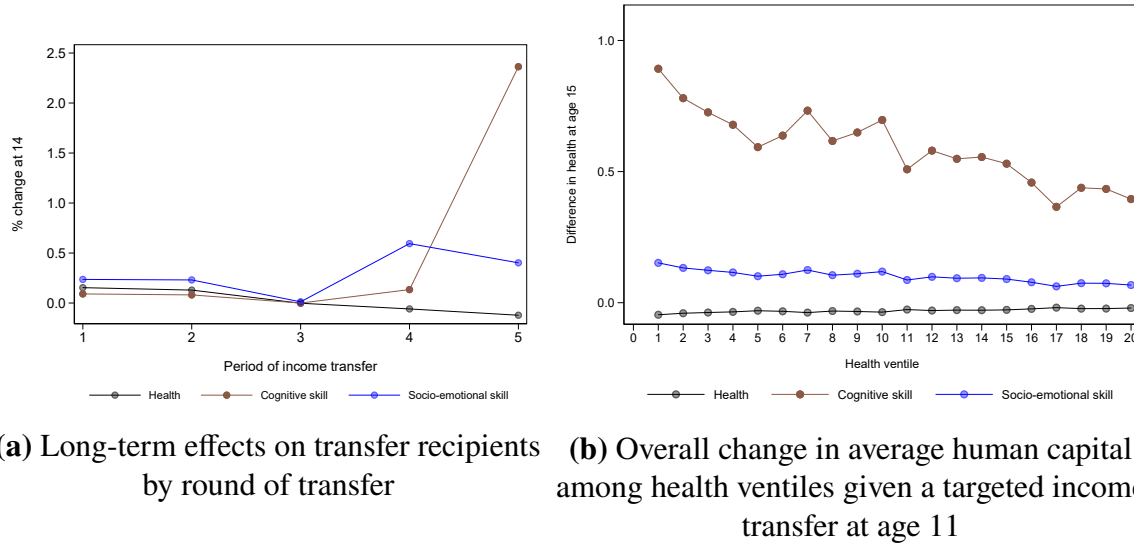 2.5
2.0
1.5
1.0
0.5
0.0
% change at 14
1 2 3 4 5
Period of income transfer
Health Cognitive skill Socio-emotional skill
a) Long-term effects on transfer recipients
by round of transfer
1.0
0.5
0.0
Difference in health at age 15
0 1 2 3 4 5 6 7 8 9 10 11 12 13 14 15 16 17 18 19 20
Health ventile
Health Cognitive skill Socio-emotional skill
(b) Overall change in average human capital
among health ventiles given a targeted income
transfer at age 11